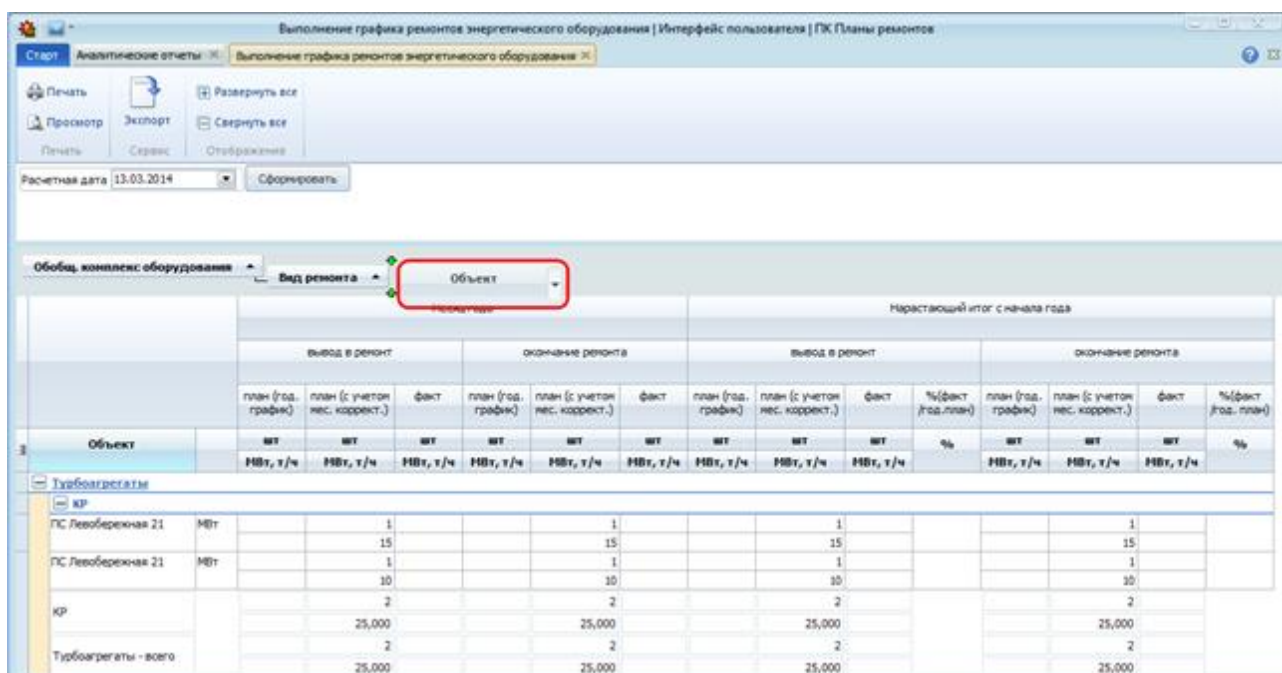 Выполнение графика ремонтов энергетического оборудования | Интерфейс пользователя | ПК Планы ремонтов
Старт Аналитические отчеты Выполнение графика ремонтов энергетического оборудования
Печать Экспорт Развернуть все
Просмотр Свернуть все
Печать Сервис Отображение
Расчетная дата 13.03.2014 Сформировать
Обобщ. комплекс оборудования Вид ремонта Объект
Нарастающий итог с начала года
вывод в ремонт окончание ремонта вывод в ремонт окончание ремонта
план (год. план (с учетом факт план (год. план (с учетом факт план (год. план (с учетом факт %(факт план (год. план (с учетом факт %(факт
график) мес. коррект.) график) мес. коррект.) график) мес. коррект.) /год.план) график) мес. коррект.) /год. план)
Объект шт шт шт шт шт шт шт шт шт % шт шт шт %
МВт, т/ч МВт, т/ч МВт, т/ч МВт, т/ч МВт, т/ч МВт, т/ч МВт, т/ч МВт, т/ч МВт, т/ч МВт, т/ч МВт, т/ч МВт, т/ч
Турбоагрегаты
КР
ПС Левобережная 21 МВт 1 1 1 1
15 15 15 15
ПС Левобережная 21 МВт 1 1 1 1
10 10 10 10
КР 2 2 2 2
25,000 25,000 25,000 25,000
Турбоагрегаты - всего 2 2 2 2
25,000 25,000 25,000 25,000